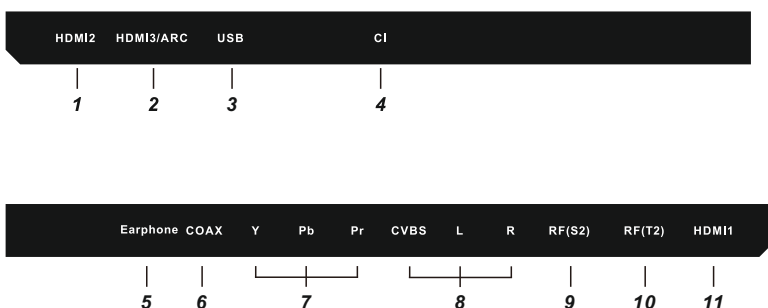 HDMI2 HDMI3/ARC USB CI
1 2 3 4
Earphone COAX Y Pb Pr CVBS L R RF(S2) RF(T2) HDMI1
5 6 7 8 9 10 11